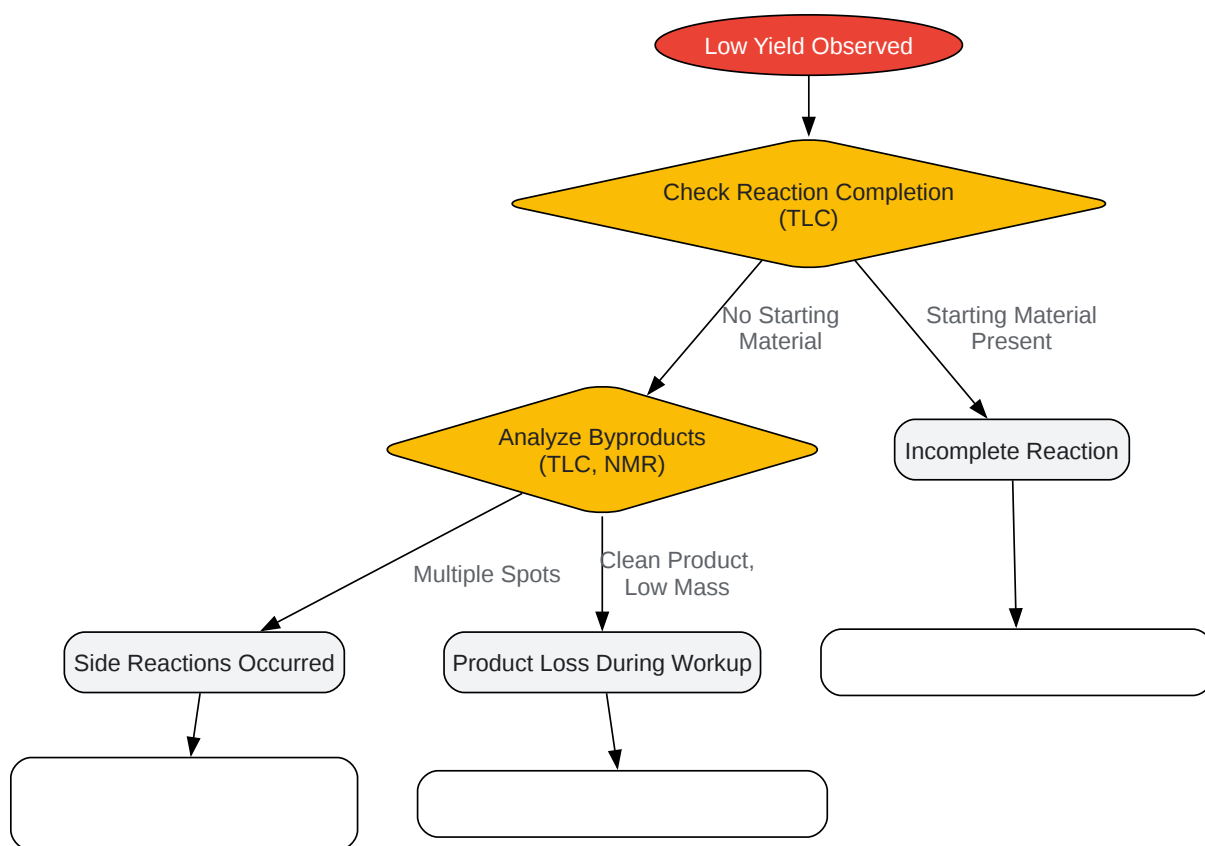 Low Yield Observed
Check Reaction Completion
(TLC)
No Starting
Material
Starting Material
Present
Analyze Byproducts
(TLC, NMR)
Incomplete Reaction
Multiple Spots
Clean Product,
Low Mass
Side Reactions Occurred
Product Loss During Workup